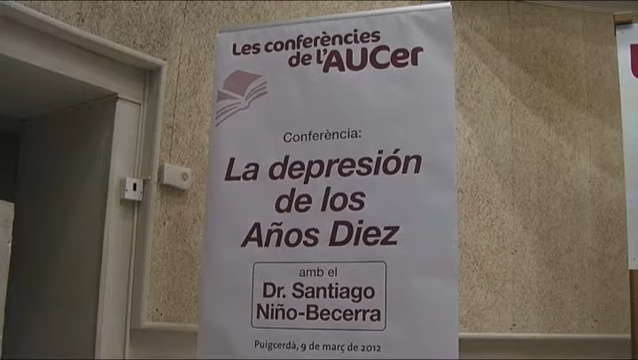 Les conferències
de l'AUCer
Conferència:
La depresión
de los
Años Diez
amb el
Dr. Santiago
Niño-Becerra
Puigcerdà, 9 de març de 2012